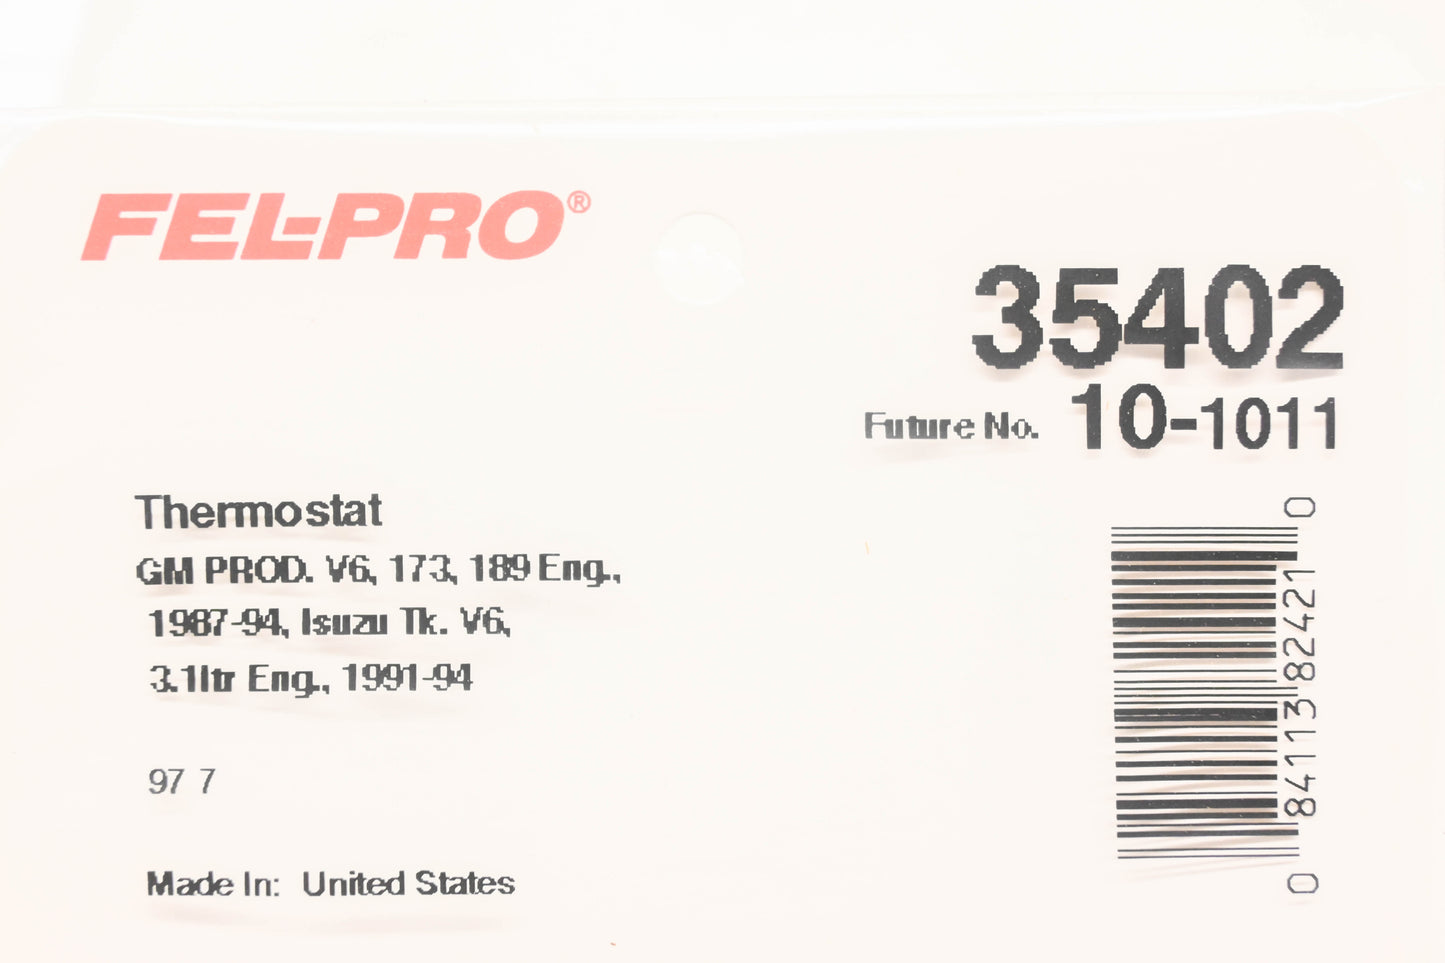 FEL-PRO®
35402
Future No. 10-1011
Thermostat
GM PROD. V6, 173, 189 Eng.,
1987-94, Isuzu Tk. V6,
3.1ltr Eng., 1991-94
97 7
Made In: United States
0 84113 82421 0